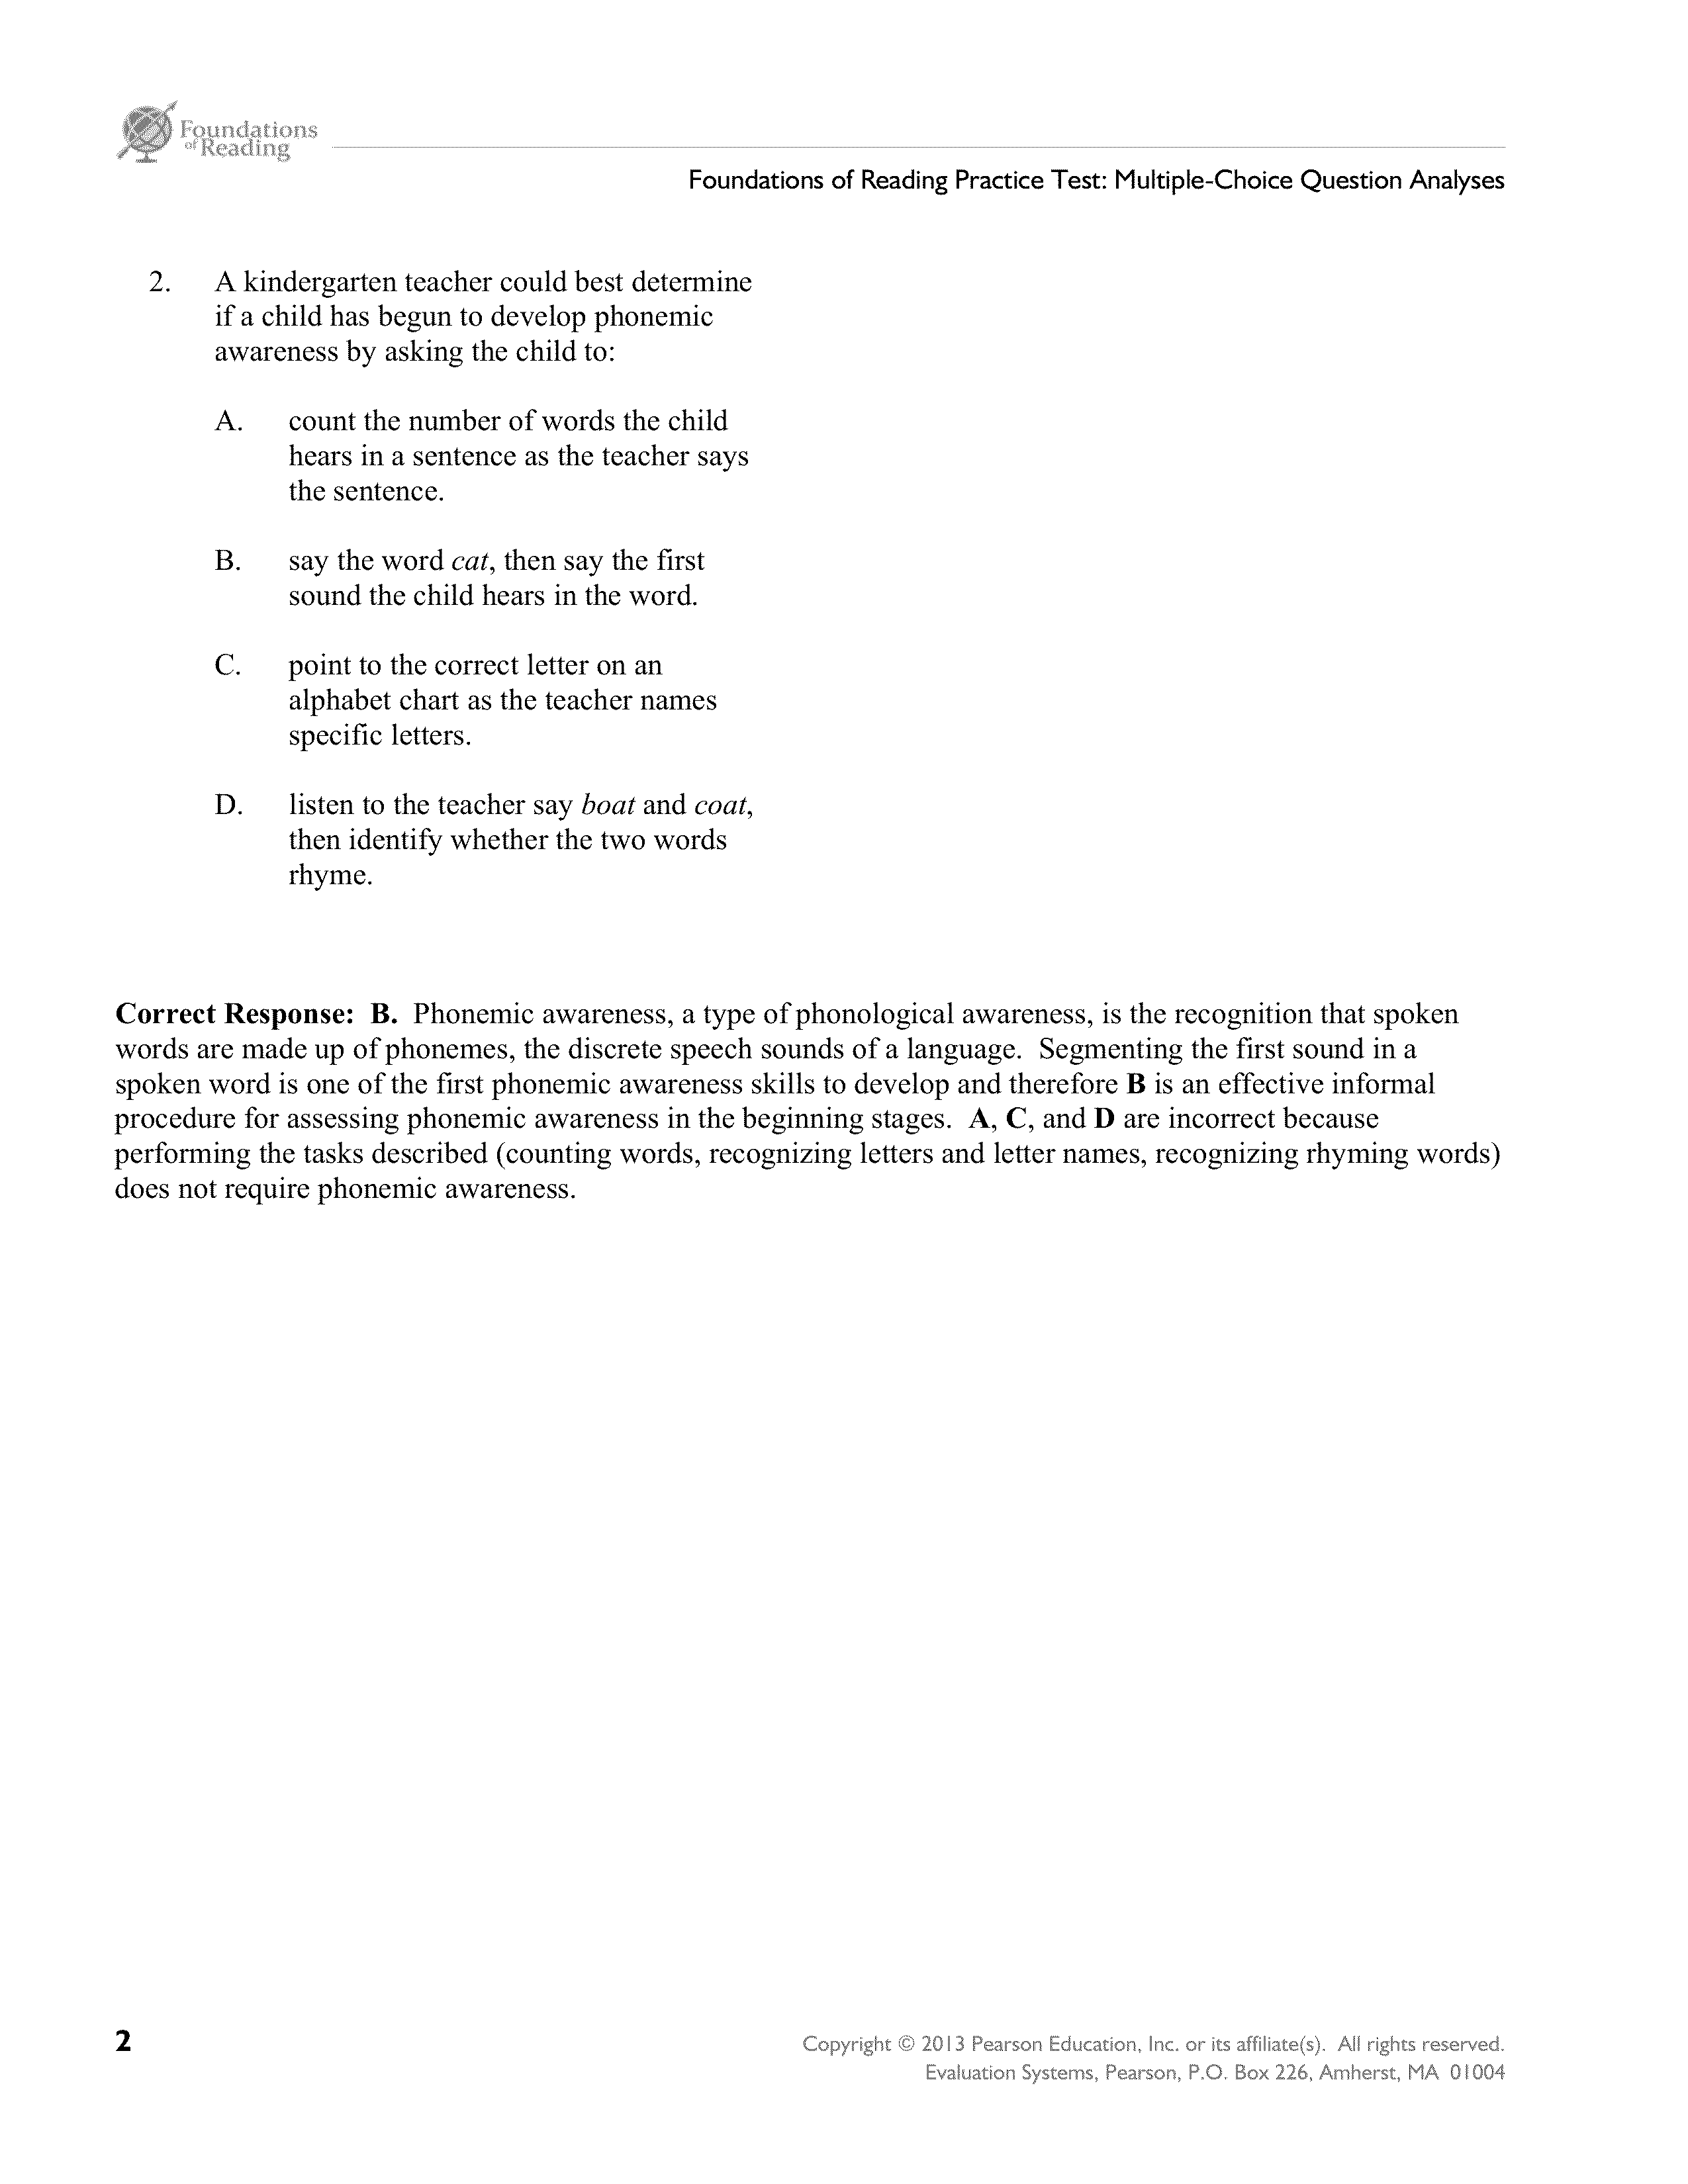 Foundations
of Reading
Foundations of Reading Practice Test: Multiple-Choice Question Analyses
2. A kindergarten teacher could best determine
if a child has begun to develop phonemic
awareness by asking the child to:
A. count the number of words the child
hears in a sentence as the teacher says
the sentence.
B. say the word cat, then say the first
sound the child hears in the word.
C. point to the correct letter on an
alphabet chart as the teacher names
specific letters.
D. listen to the teacher say boat and coat,
then identify whether the two words
rhyme.
Correct Response: B. Phonemic awareness, a type of phonological awareness, is the recognition that spoken
words are made up of phonemes, the discrete speech sounds of a language. Segmenting the first sound in a
spoken word is one of the first phonemic awareness skills to develop and therefore B is an effective informal
procedure for assessing phonemic awareness in the beginning stages. A, C, and D are incorrect because
performing the tasks described (counting words, recognizing letters and letter names, recognizing rhyming words)
does not require phonemic awareness.
2
Copyright © 2013 Pearson Education, Inc. or its affiliate(s). All rights reserved.
Evaluation Systems, Pearson, P.O. Box 226, Amherst, MA 01004